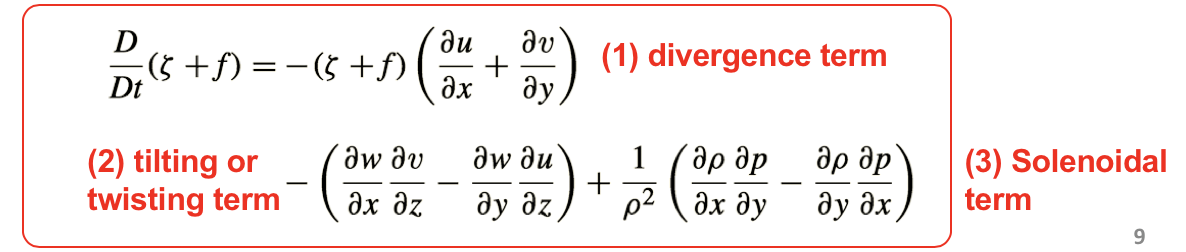 D/Dt (ζ + f) = − (ζ + f) (∂u/∂x + ∂v/∂y) (1) divergence term
(2) tilting or twisting term − (∂w/∂x ∂v/∂z − ∂w/∂y ∂u/∂z) + 1/ρ² (∂ρ/∂x ∂p/∂y − ∂ρ/∂y ∂p/∂x) (3) Solenoidal term
9